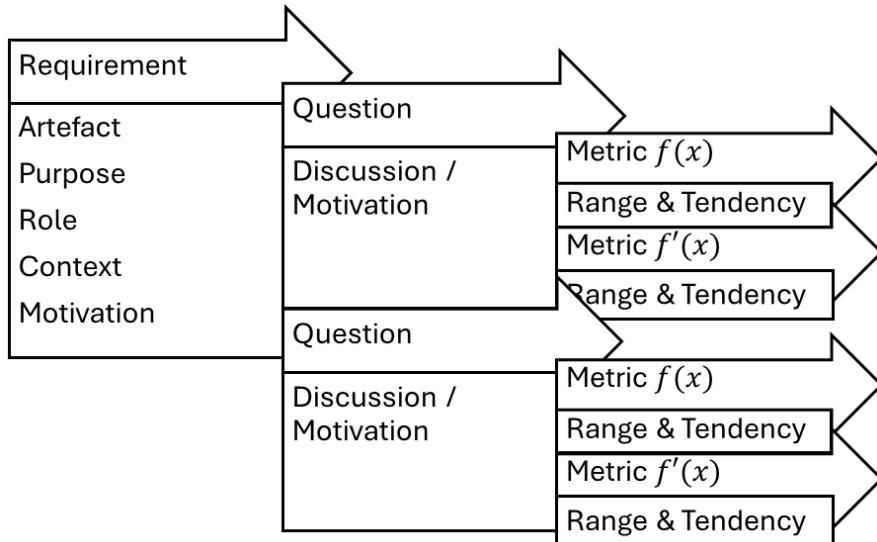 Requirement
Artefact
Purpose
Role
Context
Motivation
Question
Discussion /
Motivation
Metric f(x)
Range & Tendency
Metric f′(x)
Range & Tendency
Question
Discussion /
Motivation
Metric f(x)
Range & Tendency
Metric f′(x)
Range & Tendency